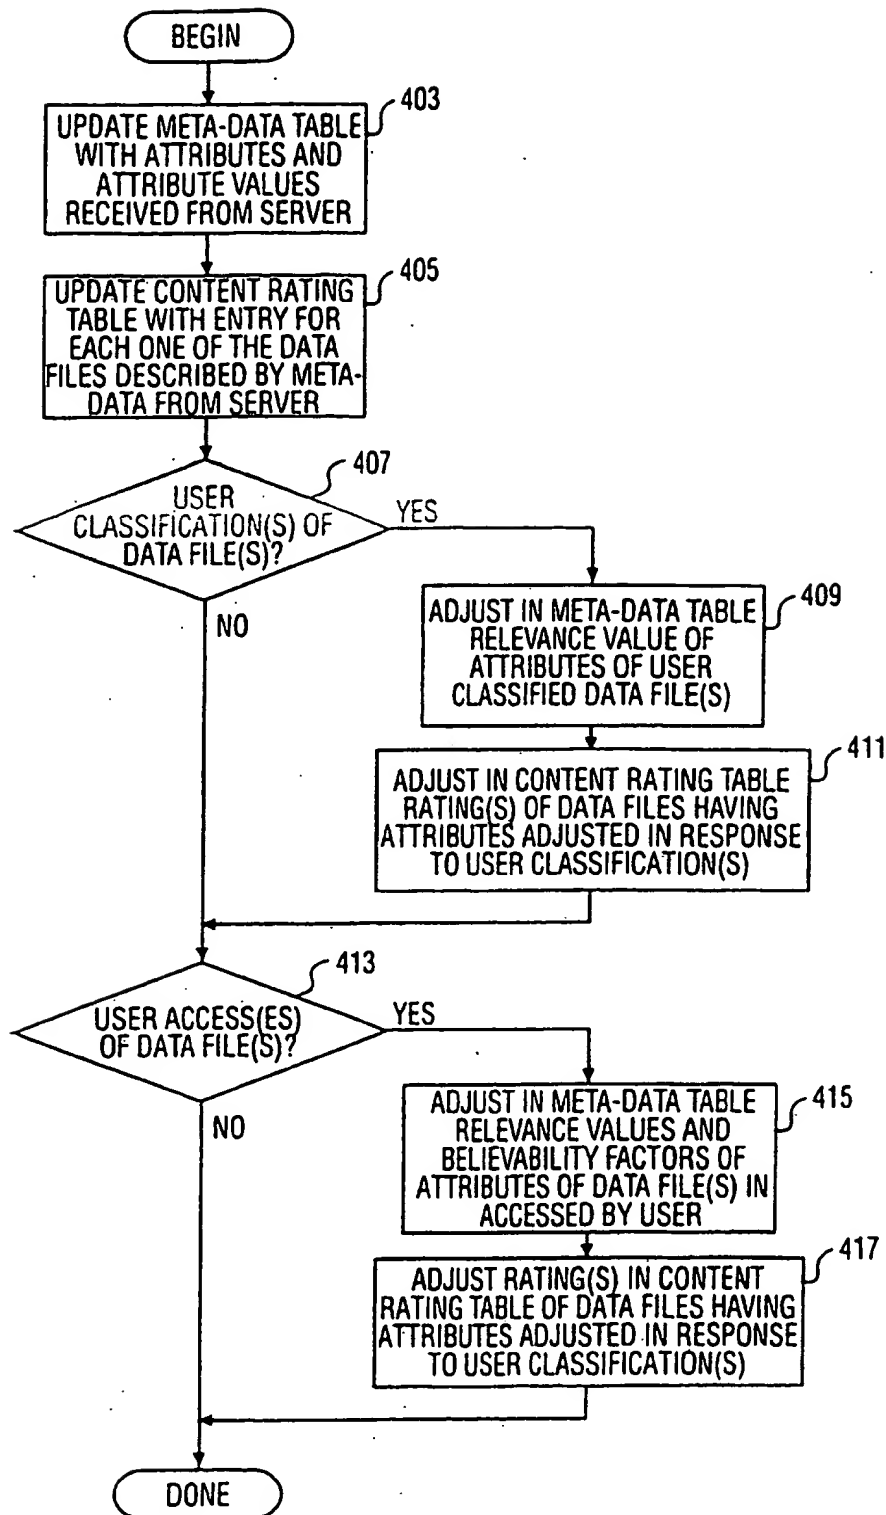 BEGIN
403
UPDATE META-DATA TABLE
WITH ATTRIBUTES AND
ATTRIBUTE VALUES
RECEIVED FROM SERVER
405
UPDATE CONTENT RATING
TABLE WITH ENTRY FOR
EACH ONE OF THE DATA
FILES DESCRIBED BY META-
DATA FROM SERVER
407
USER
CLASSIFICATION(S) OF
DATA FILE(S)?
YES
NO
409
ADJUST IN META-DATA TABLE
RELEVANCE VALUE OF
ATTRIBUTES OF USER
CLASSIFIED DATA FILE(S)
411
ADJUST IN CONTENT RATING TABLE
RATING(S) OF DATA FILES HAVING
ATTRIBUTES ADJUSTED IN RESPONSE
TO USER CLASSIFICATION(S)
413
USER ACCESS(ES)
OF DATA FILE(S)?
YES
NO
415
ADJUST IN META-DATA TABLE
RELEVANCE VALUES AND
BELIEVABILITY FACTORS OF
ATTRIBUTES OF DATA FILE(S) IN
ACCESSED BY USER
417
ADJUST RATING(S) IN CONTENT
RATING TABLE OF DATA FILES HAVING
ATTRIBUTES ADJUSTED IN RESPONSE
TO USER CLASSIFICATION(S)
DONE